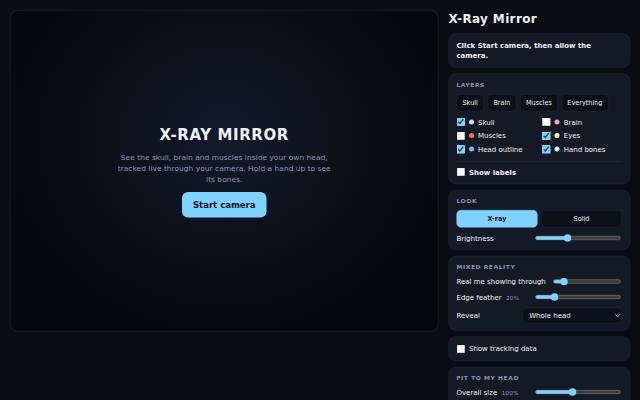 X-RAY MIRROR
See the skull, brain and muscles inside your own head,
tracked live through your camera. Hold a hand up to see
its bones.
Start camera
X-Ray Mirror
Click Start camera, then allow the
camera.
LAYERS
Skull Brain Muscles Everything
Skull Brain
Muscles Eyes
Head outline Hand bones
Show labels
LOOK
X-ray Solid
Brightness
MIXED REALITY
Real me showing through
Edge feather 20%
Reveal Whole head
Show tracking data
FIT TO MY HEAD
Overall size 100%